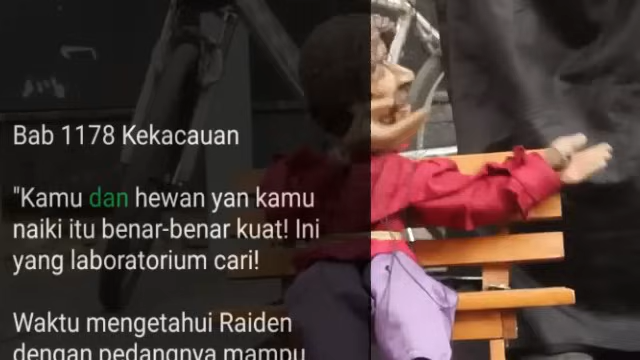 Bab 1178 Kekacauan
"Kamu dan hewan yan kamu
naiki itu benar-benar kuat! Ini
yang laboratorium cari!
Waktu mengetahui Raiden
dengan pedangnya mampu